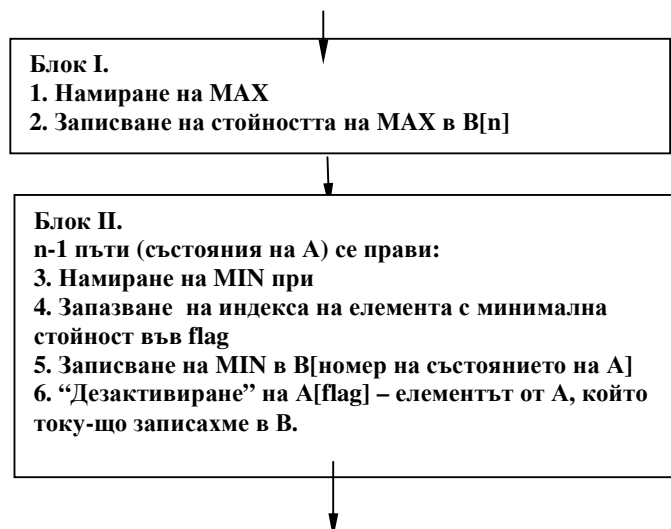 Блок I.
1. Намиране на MAX
2. Записване на стойността на MAX в B[n]
Блок II.
n-1 пъти (състояния на A) се прави:
3. Намиране на MIN при
4. Запазване на индекса на елемента с минимална
стойност във flag
5. Записване на MIN в B[номер на състоянието на A]
6. “Дезактивиране” на A[flag] – елементът от A, който
току-що записахме в B.